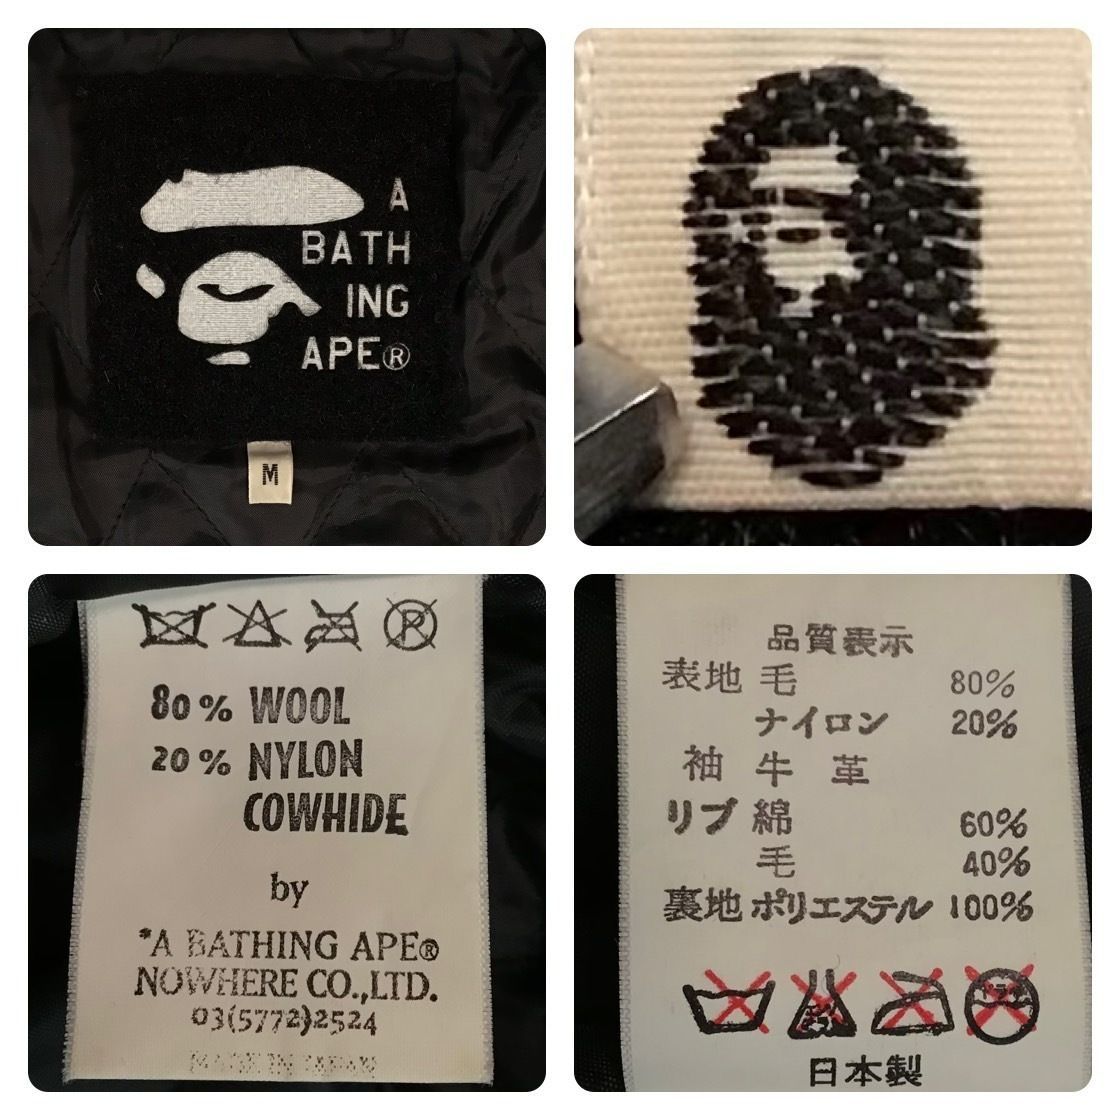 A
BATH
ING
APE®
M
R
80% WOOL
20% NYLON
COWHIDE
by
*A BATHING APE®
NOWHERE CO.,LTD.
03(5772)2524
MADE IN JAPAN
品質表示
表地 毛 80%
ナイロン 20%
袖 牛 革
リブ 綿 60%
毛 40%
裏地 ポリエステル 100%
日本製